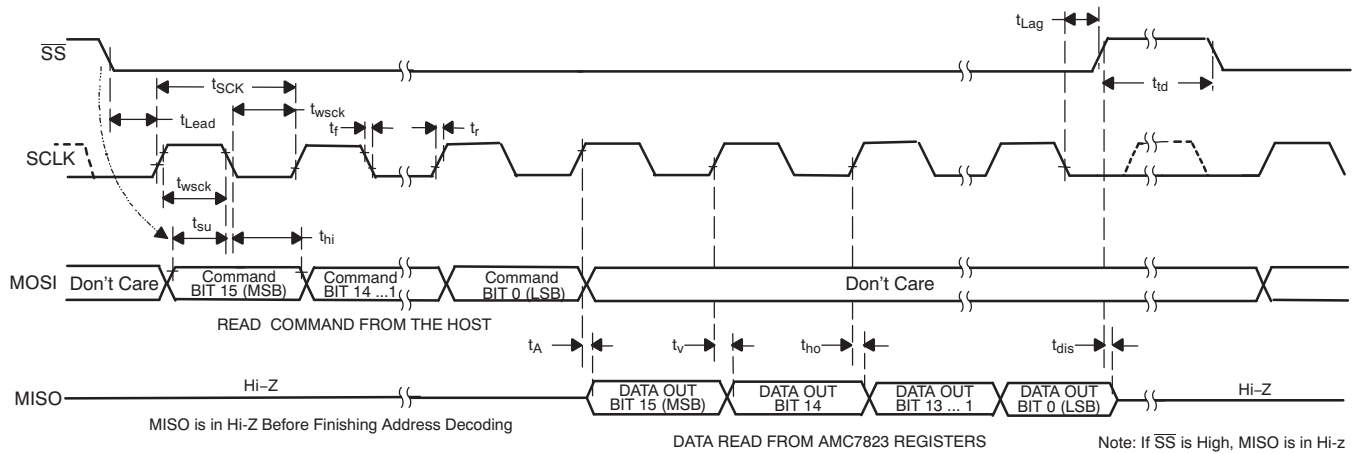 t_Lag
SS
t_td
t_SCK
t_wsck
t_Lead
t_f
t_r
SCLK
t_wsck
t_su
t_hi
MOSI
Don't Care
Command
BIT 15 (MSB)
Command
BIT 14 ...1
Command
BIT 0 (LSB)
Don't Care
READ COMMAND FROM THE HOST
t_A
t_v
t_ho
t_dis
MISO
Hi–Z
DATA OUT
BIT 15 (MSB)
DATA OUT
BIT 14
DATA OUT
BIT 13 ... 1
DATA OUT
BIT 0 (LSB)
Hi–Z
MISO is in Hi-Z Before Finishing Address Decoding
DATA READ FROM AMC7823 REGISTERS
Note: If SS is High, MISO is in Hi-z